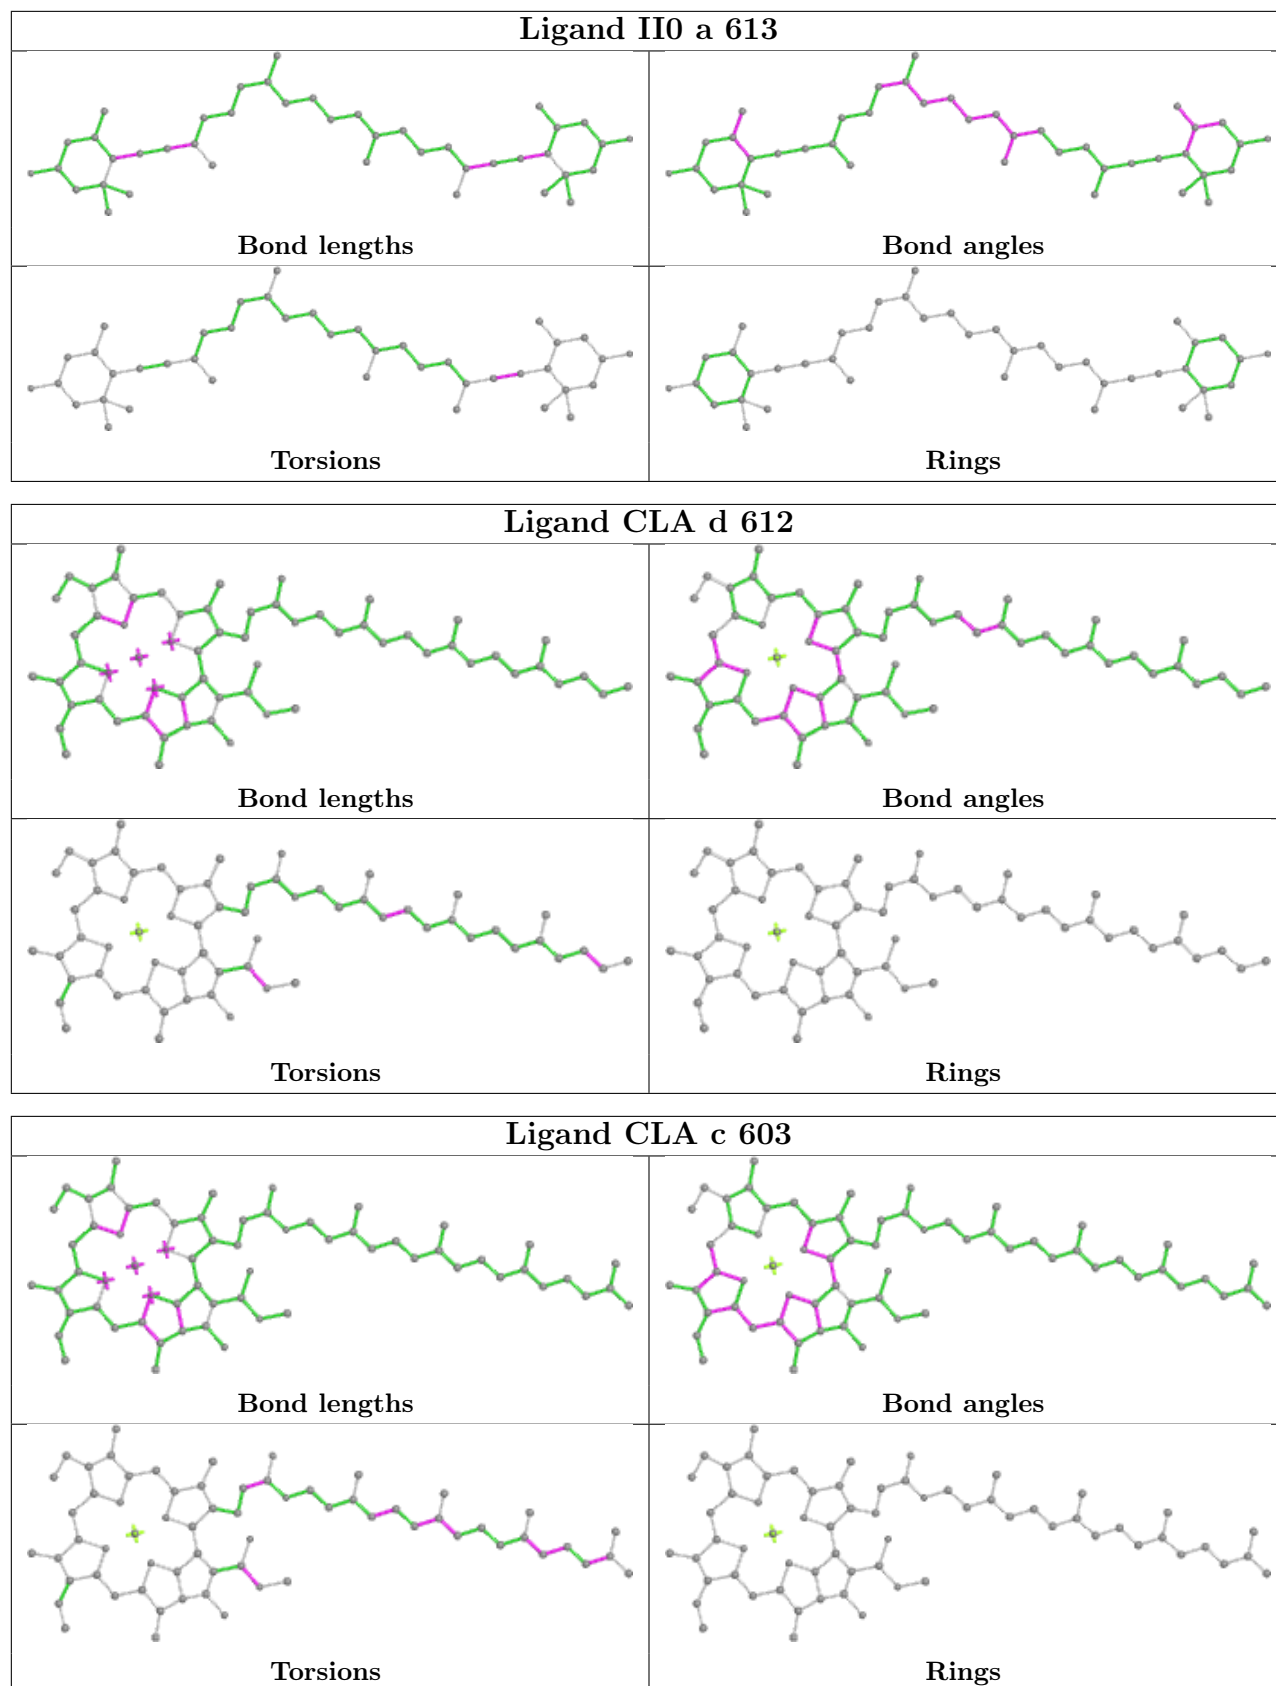 Ligand II0 a 613
Bond lengths
Bond angles
Torsions
Rings
Ligand CLA d 612
Bond lengths
Bond angles
Torsions
Rings
Ligand CLA c 603
Bond lengths
Bond angles
Torsions
Rings